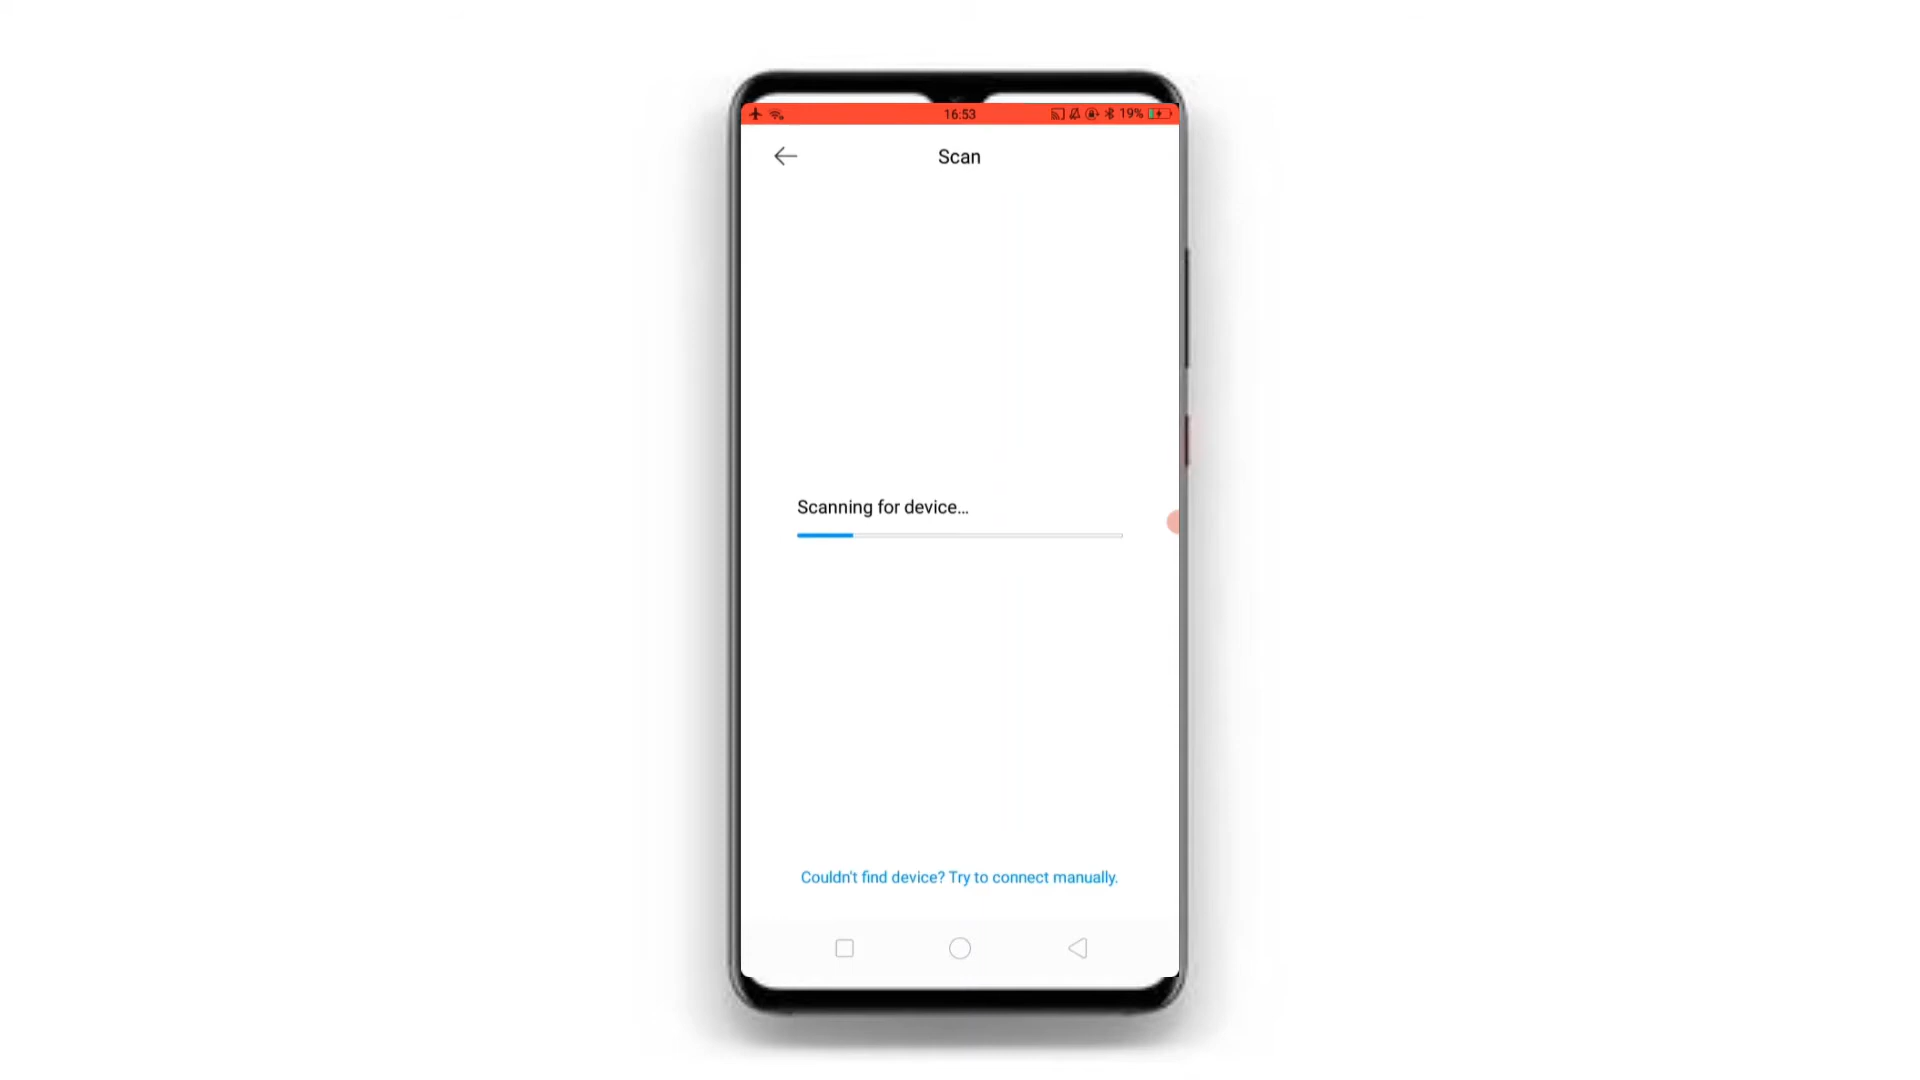 16:53 19%
Scan
Scanning for device...
Couldn't find device? Try to connect manually.